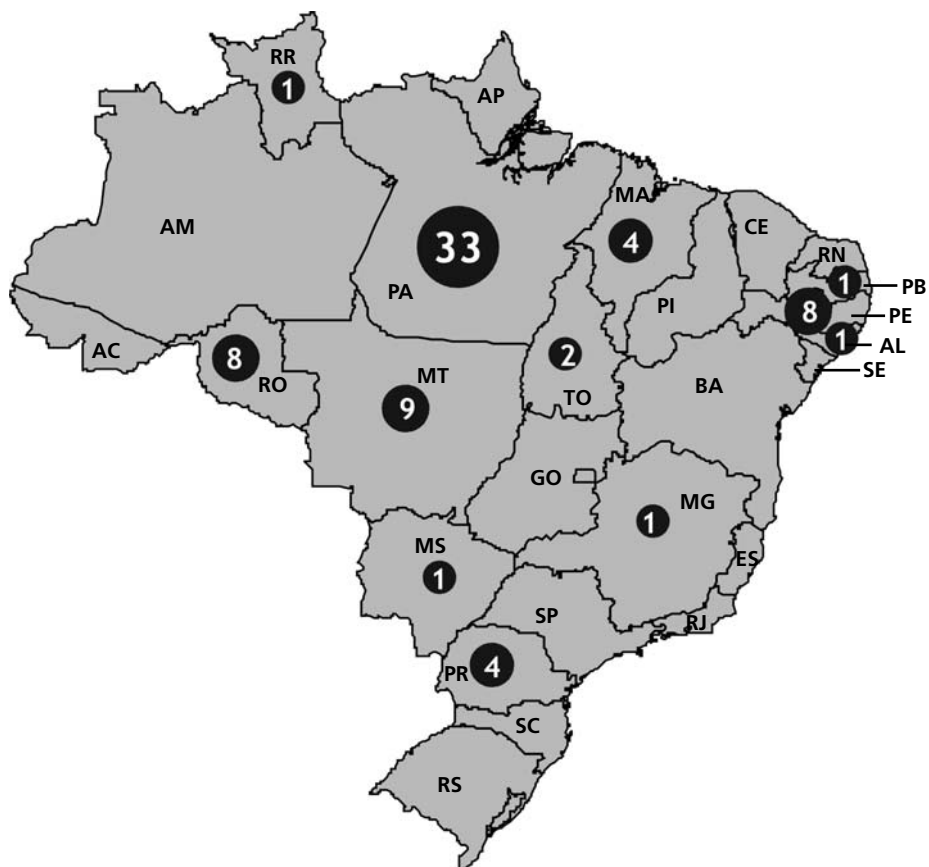 RR
1
AP
AM
MA
4
CE
33
RN
PA
1
PB
PI
8
PE
1
AL
AC
8
RO
2
TO
SE
MT
9
BA
GO
MG
1
MS
1
ES
SP
RJ
PR
4
SC
RS